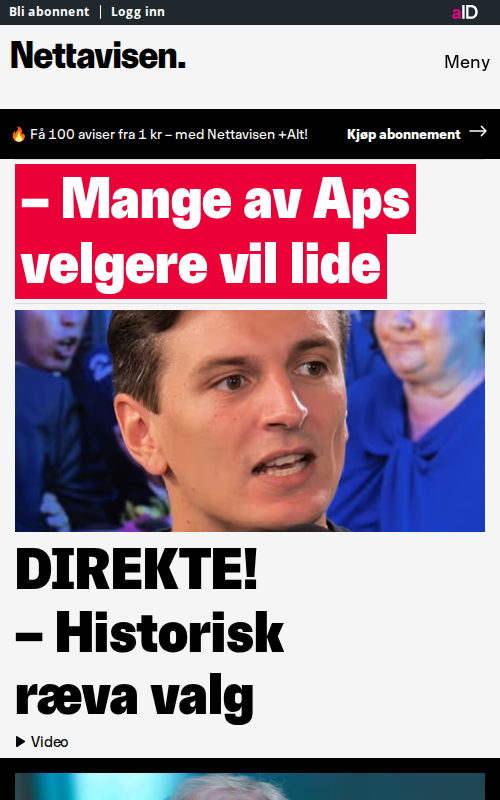 Bli abonnent | Logg inn
aID
Nettavisen.
Meny
🔥 Få 100 aviser fra 1 kr – med Nettavisen +Alt!
Kjøp abonnement →
– Mange av Aps
velgere vil lide
DIREKTE!
– Historisk
ræva valg
Video